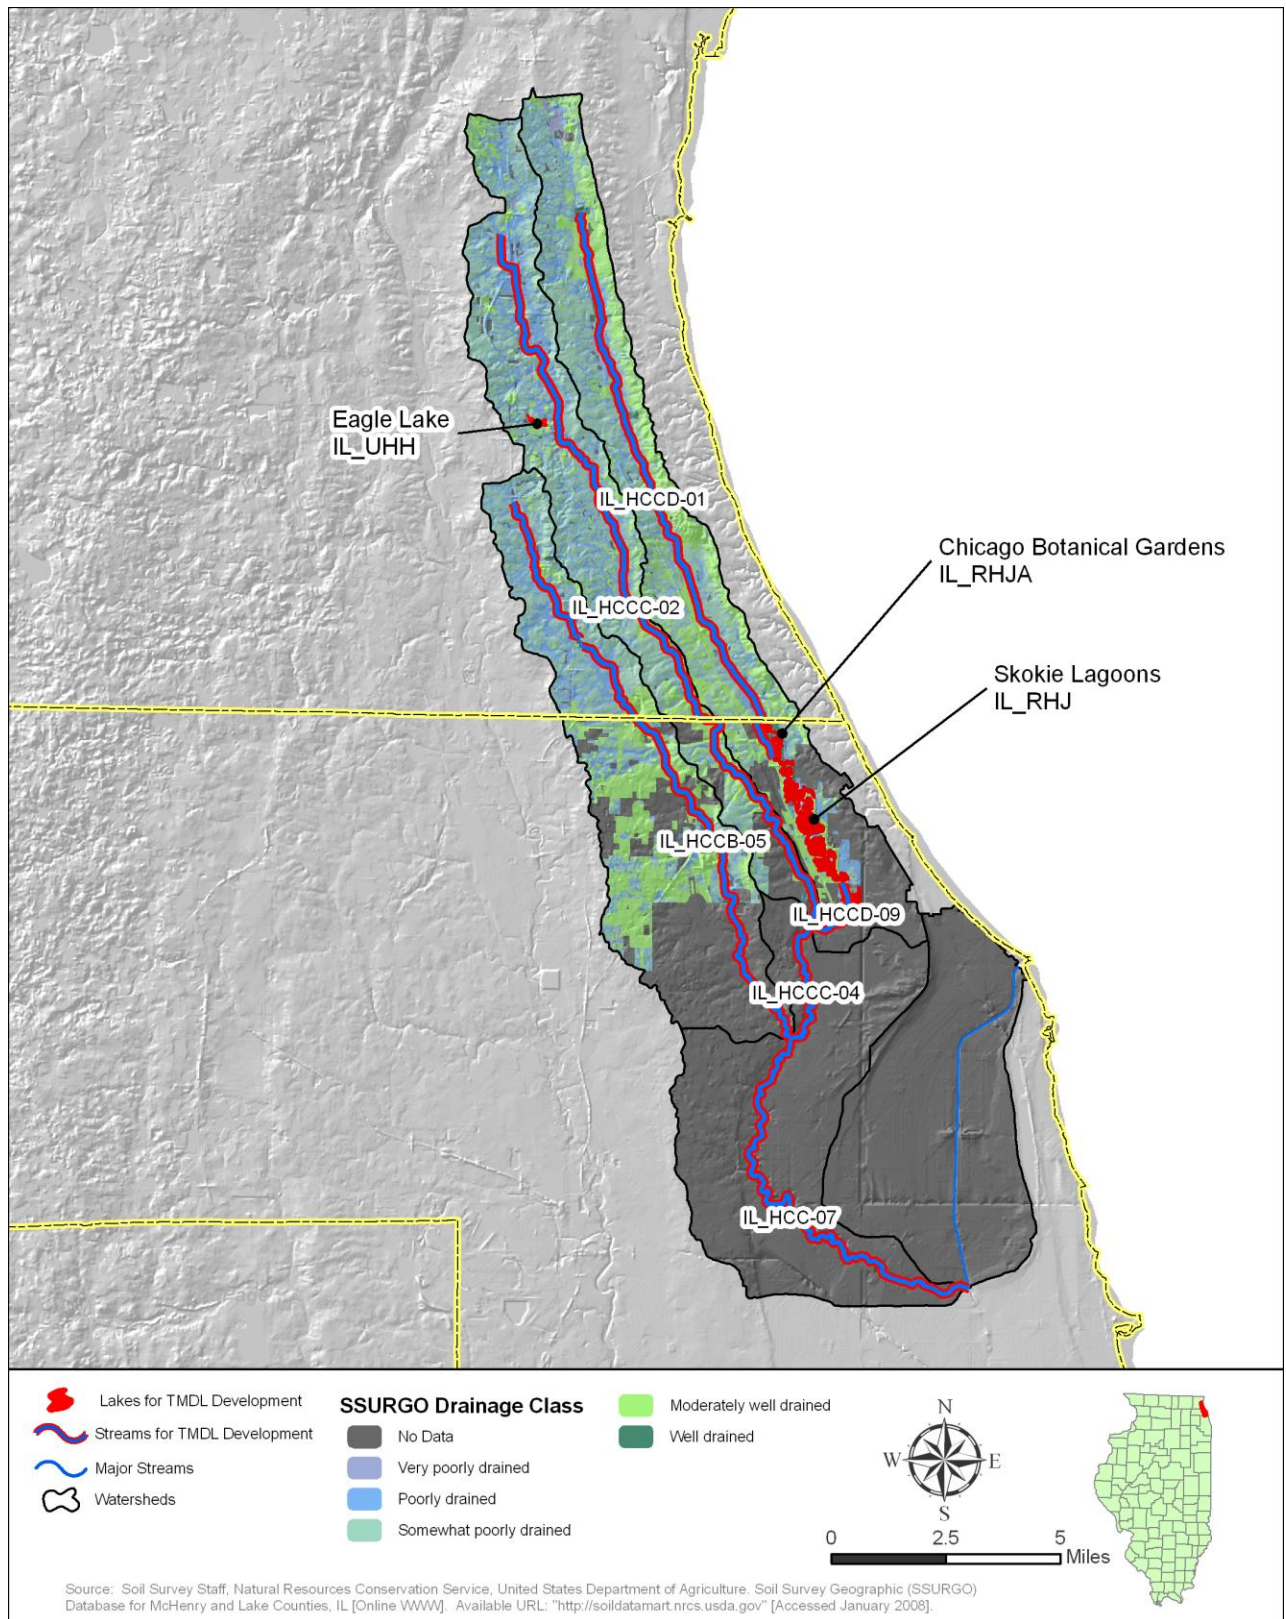 Eagle Lake
IL_UHH
IL_HCCD-01
Chicago Botanical Gardens
IL_RHJA
IL_HCCC-02
Skokie Lagoons
IL_RHJ
IL_HCCB-05
IL_HCCD-09
IL_HCCC-04
IL_HCC-07
Lakes for TMDL Development
Streams for TMDL Development
Major Streams
Watersheds
SSURGO Drainage Class
No Data
Very poorly drained
Poorly drained
Somewhat poorly drained
Moderately well drained
Well drained
N
W E
S
0 2.5 5
Miles
Source: Soil Survey Staff, Natural Resources Conservation Service, United States Department of Agriculture. Soil Survey Geographic (SSURGO)
Database for McHenry and Lake Counties, IL [Online WWW]. Available URL: "http://soildatamart.nrcs.usda.gov" [Accessed January 2008].